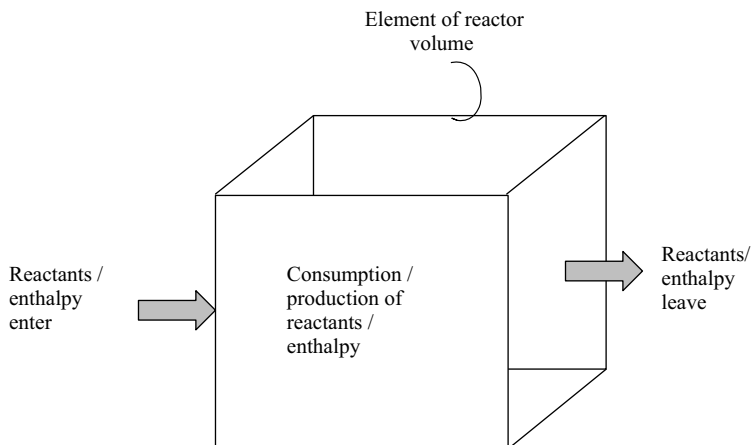 Element of reactor
volume
Reactants /
enthalpy
enter
Consumption /
production of
reactants /
enthalpy
Reactants/
enthalpy
leave